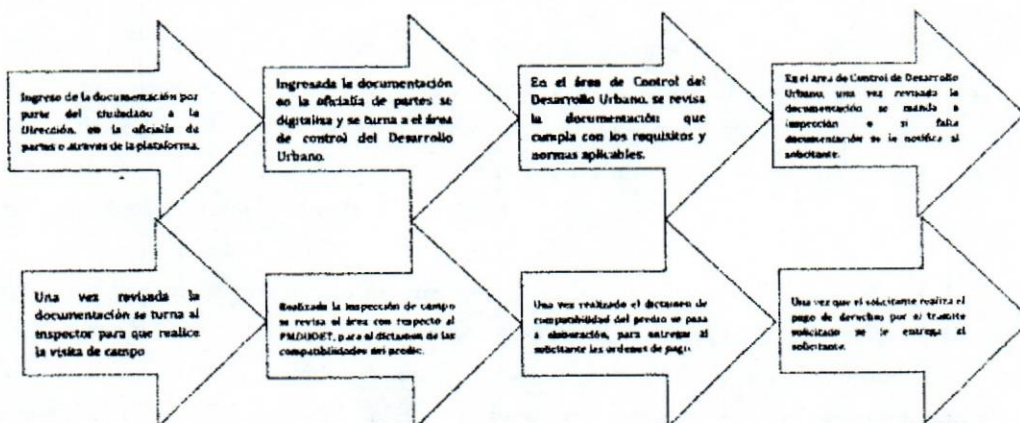 Ingreso de la documentación por
parte del ciudadano a la
Dirección, en la oficialía de
partes o através de la plataforma.
Ingresada la documentación
en la oficialía de partes se
digitaliza y se turna a el área
de control del Desarrollo
Urbano.
En el área de Control del
Desarrollo Urbano, se revisa
la documentación que
cumpla con los requisitos y
normas aplicables.
En el área de Control de Desarrollo
Urbano, una vez revisada la
documentación se manda a
inspección o si falta
documentación se le notifica al
solicitante.
Una vez revisada la
documentación se turna al
inspector para que realice
la visita de campo
Realizada la inspección de campo
se revisa el área con respecto al
PMDUOET, para el dictamen de las
compatibilidades del predio.
Una vez realizado el dictamen de
compatibilidad del predio se pasa
a elaboración, para entregar al
solicitante las ordenes de pago.
Una vez que el solicitante realiza el
pago de derechos por el tramite
solicitado se le entrega el
solicitante.